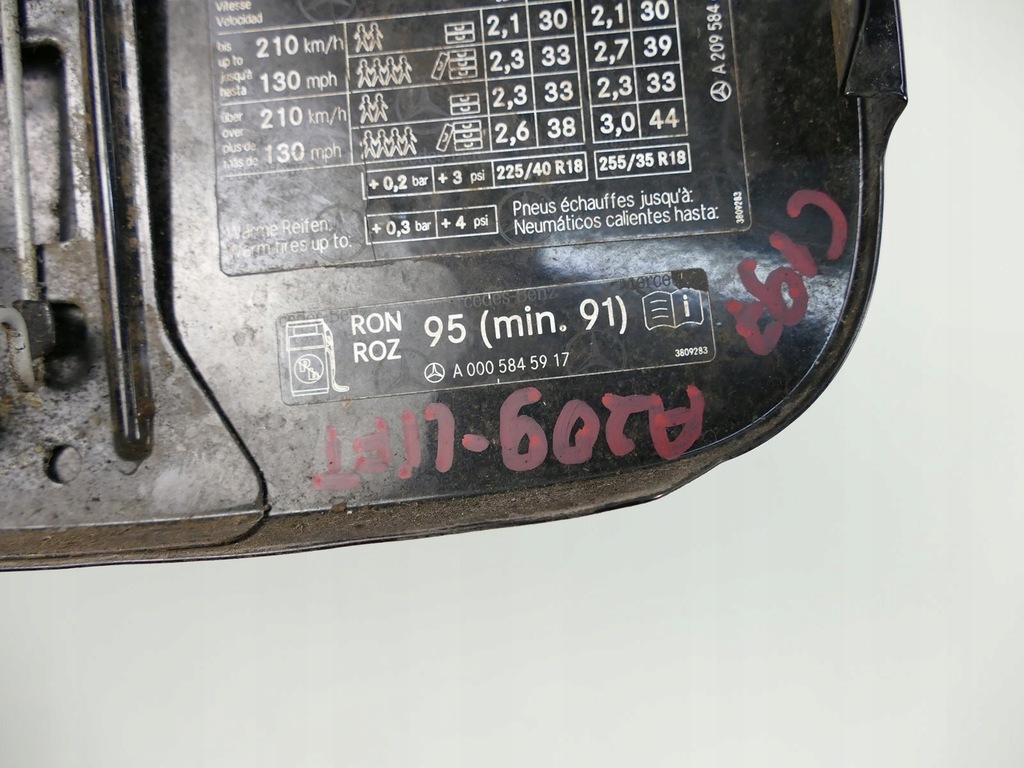 Vitesse
Velocidad
2,1 30 2,1 30
bis
up to
jusqu'à
hasta
210 km/h
130 mph
2,3 33 2,7 39
über
over
plus de
más de
210 km/h
130 mph
2,3 33 2,3 33
2,6 38 3,0 44
+ 0,2 bar + 3 psi 225/40 R18 255/35 R18
Warme Reifen:
Warm tires up to:
+ 0,3 bar + 4 psi
Pneus échauffes jusqu'à:
Neumáticos calientes hasta:
3809283
A 209 584
RON
ROZ
95 (min. 91)
A 000 584 59 17
3809283
A209-LIFT
C197